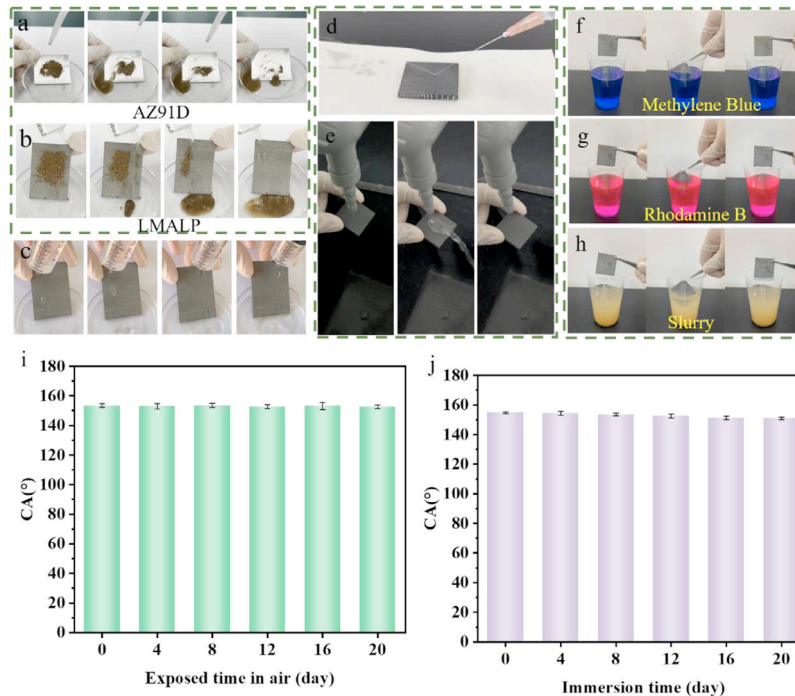 a
AZ91D
b
LMALP
c
d
e
f
Methylene Blue
g
Rhodamine B
h
Slurry
i
CA(°)
180
160
140
120
100
80
60
40
20
0
0 4 8 12 16 20
Exposed time in air (day)
j
CA(°)
180
160
140
120
100
80
60
40
20
0
0 4 8 12 16 20
Immersion time (day)